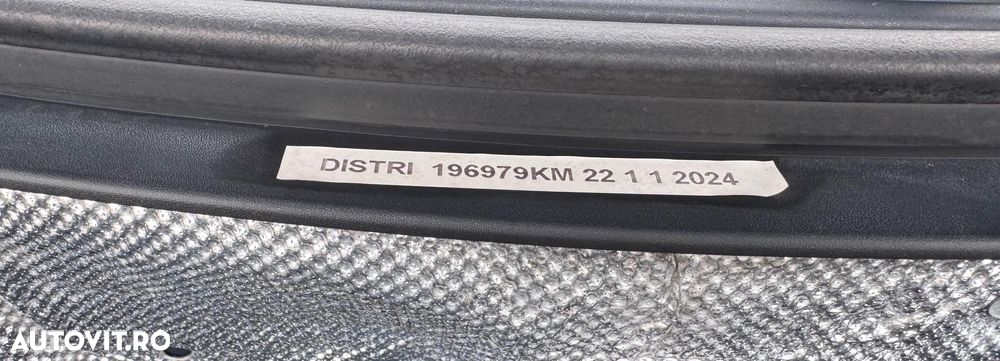 DISTRI 196979KM 22 1 1 2024
AUTOVIT.RO